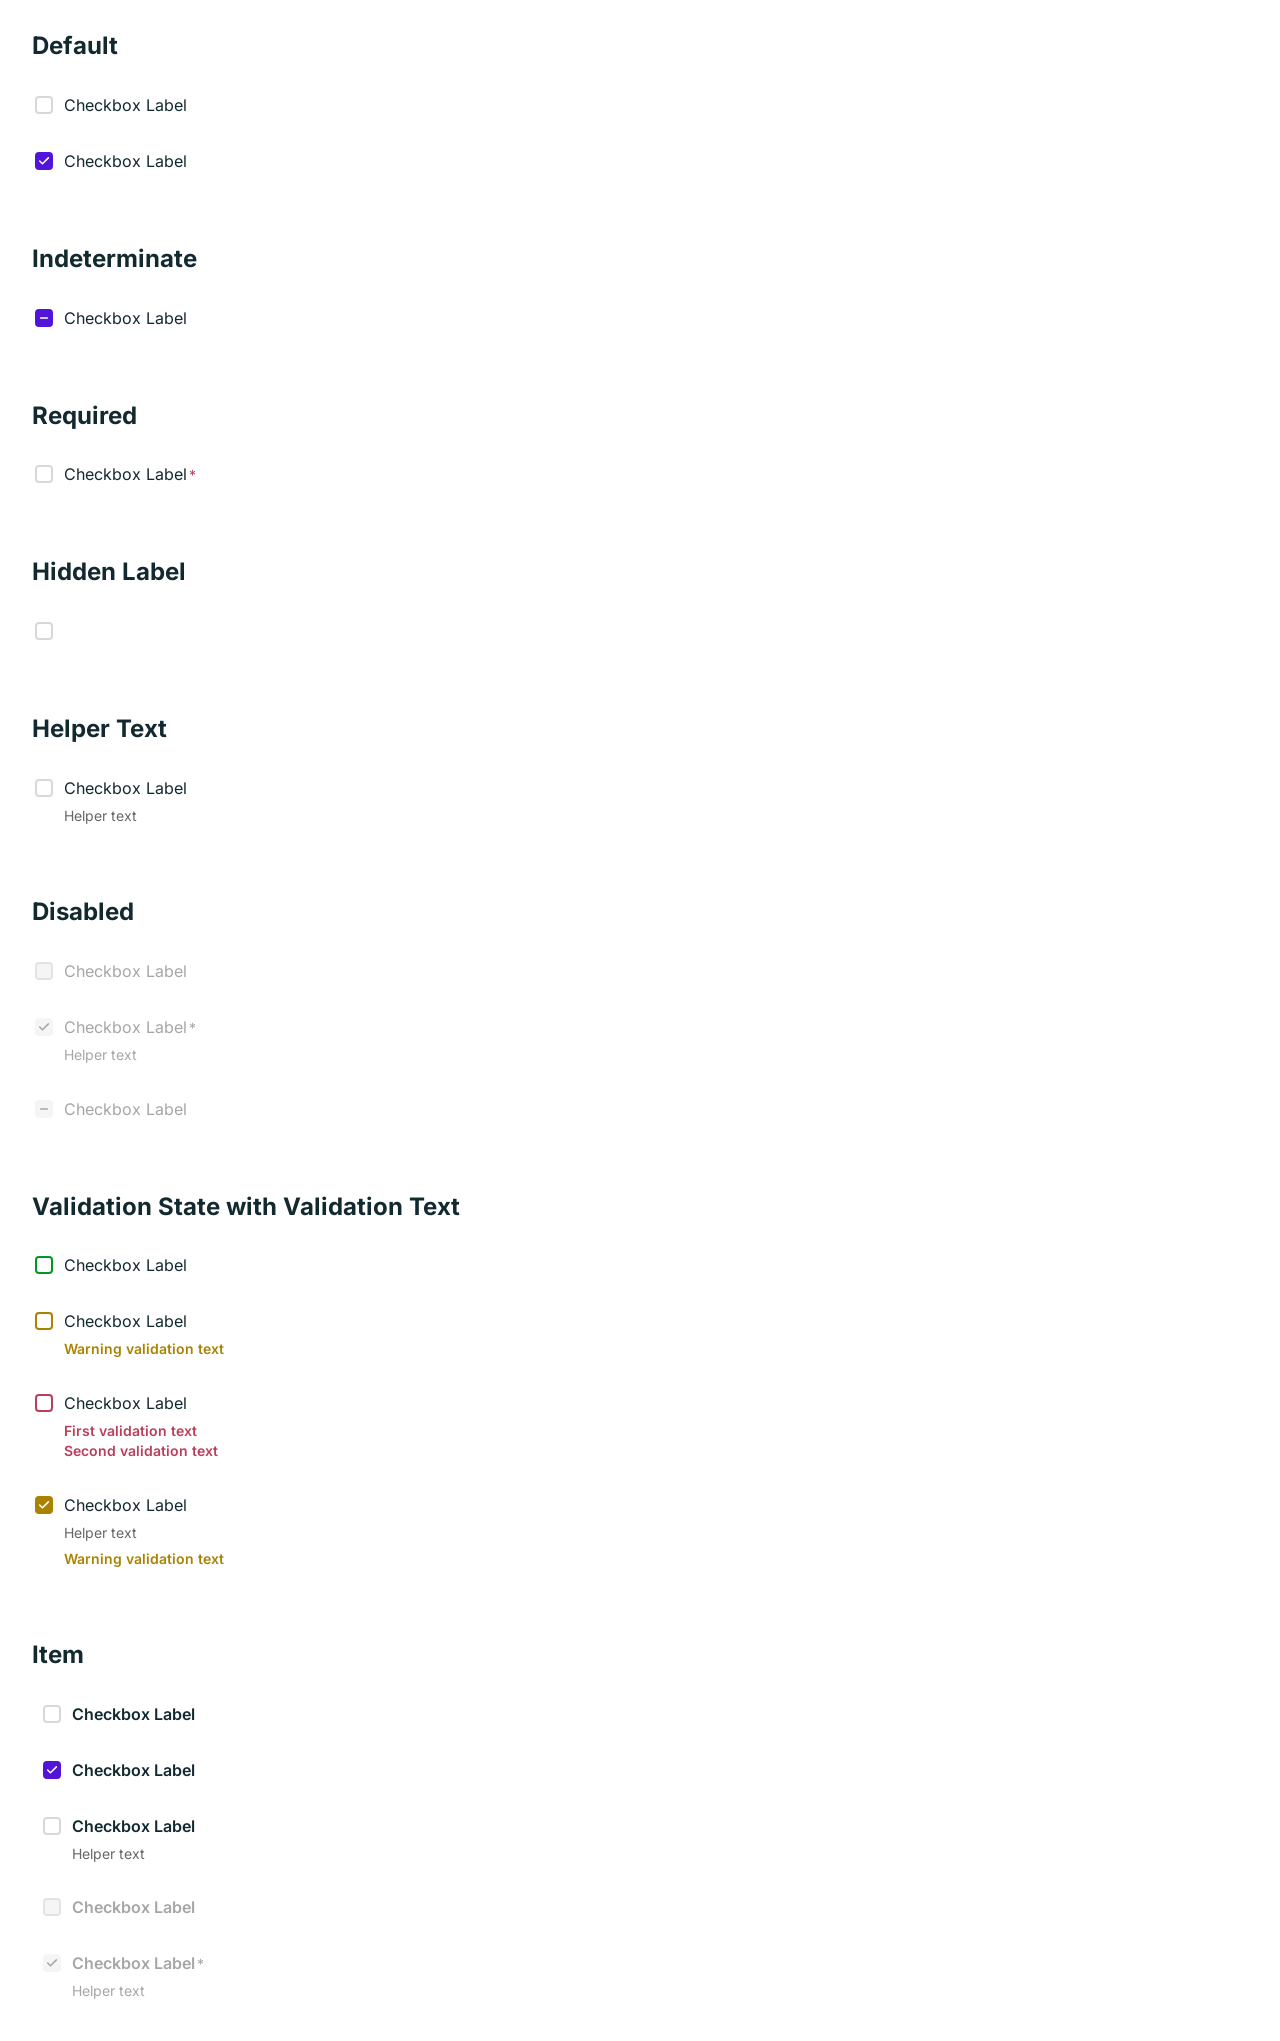 Default
Checkbox Label
Checkbox Label
Indeterminate
Checkbox Label
Required
Checkbox Label*
Hidden Label
Helper Text
Checkbox Label
Helper text
Disabled
Checkbox Label
Checkbox Label*
Helper text
Checkbox Label
Validation State with Validation Text
Checkbox Label
Checkbox Label
Warning validation text
Checkbox Label
First validation text
Second validation text
Checkbox Label
Helper text
Warning validation text
Item
Checkbox Label
Checkbox Label
Checkbox Label
Helper text
Checkbox Label
Checkbox Label*
Helper text